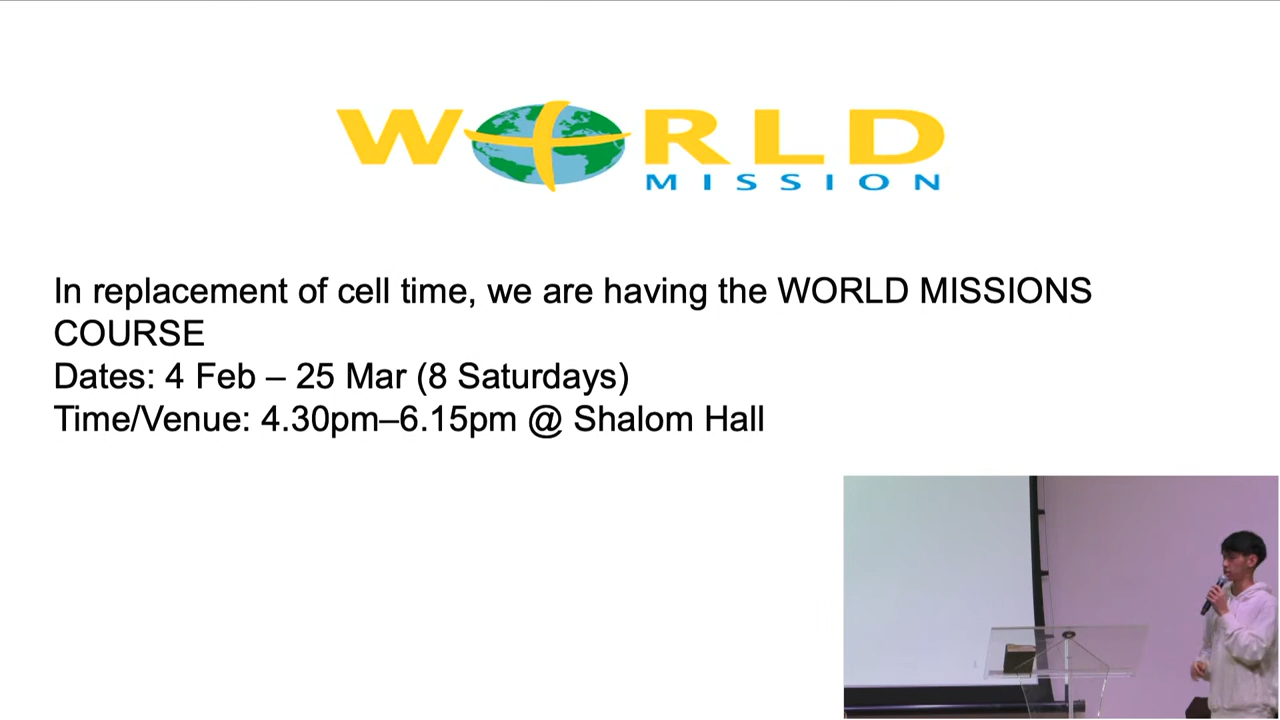 WORLD
MISSION
In replacement of cell time, we are having the WORLD MISSIONS
COURSE
Dates: 4 Feb – 25 Mar (8 Saturdays)
Time/Venue: 4.30pm–6.15pm @ Shalom Hall